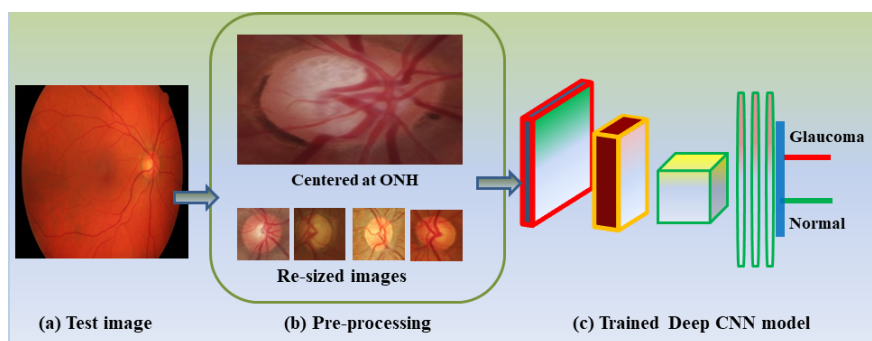 Centered at ONH
Re-sized images
Glaucoma
Normal
(a) Test image
(b) Pre-processing
(c) Trained Deep CNN model